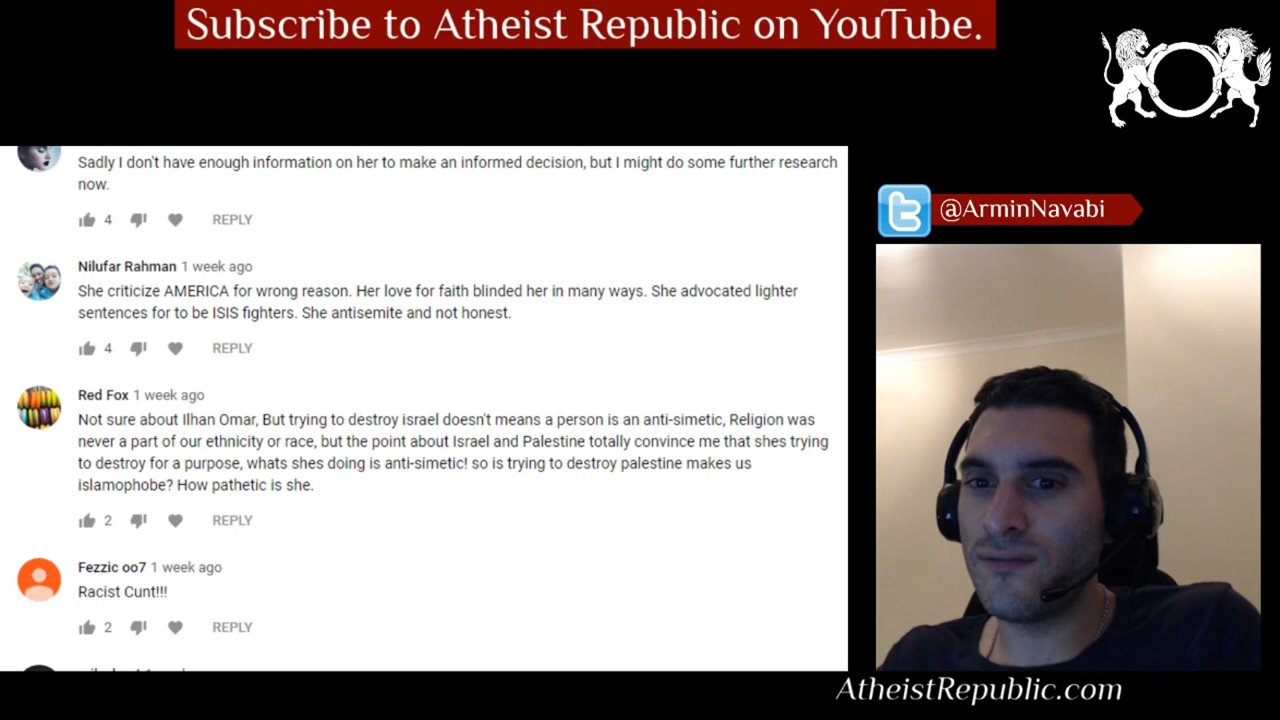 Subscribe to Atheist Republic on YouTube.
Sadly I don't have enough information on her to make an informed decision, but I might do some further research
now.
4 REPLY
Nilufar Rahman 1 week ago
She criticize AMERICA for wrong reason. Her love for faith blinded her in many ways. She advocated lighter
sentences for to be ISIS fighters. She antisemite and not honest.
4 REPLY
Red Fox 1 week ago
Not sure about Ilhan Omar, But trying to destroy israel doesn't means a person is an anti-simetic, Religion was
never a part of our ethnicity or race, but the point about Israel and Palestine totally convince me that shes trying
to destroy for a purpose, whats shes doing is anti-simetic! so is trying to destroy palestine makes us
islamophobe? How pathetic is she.
2 REPLY
Fezzic oo7 1 week ago
Racist Cunt!!!
2 REPLY
@ArminNavabi
AtheistRepublic.com